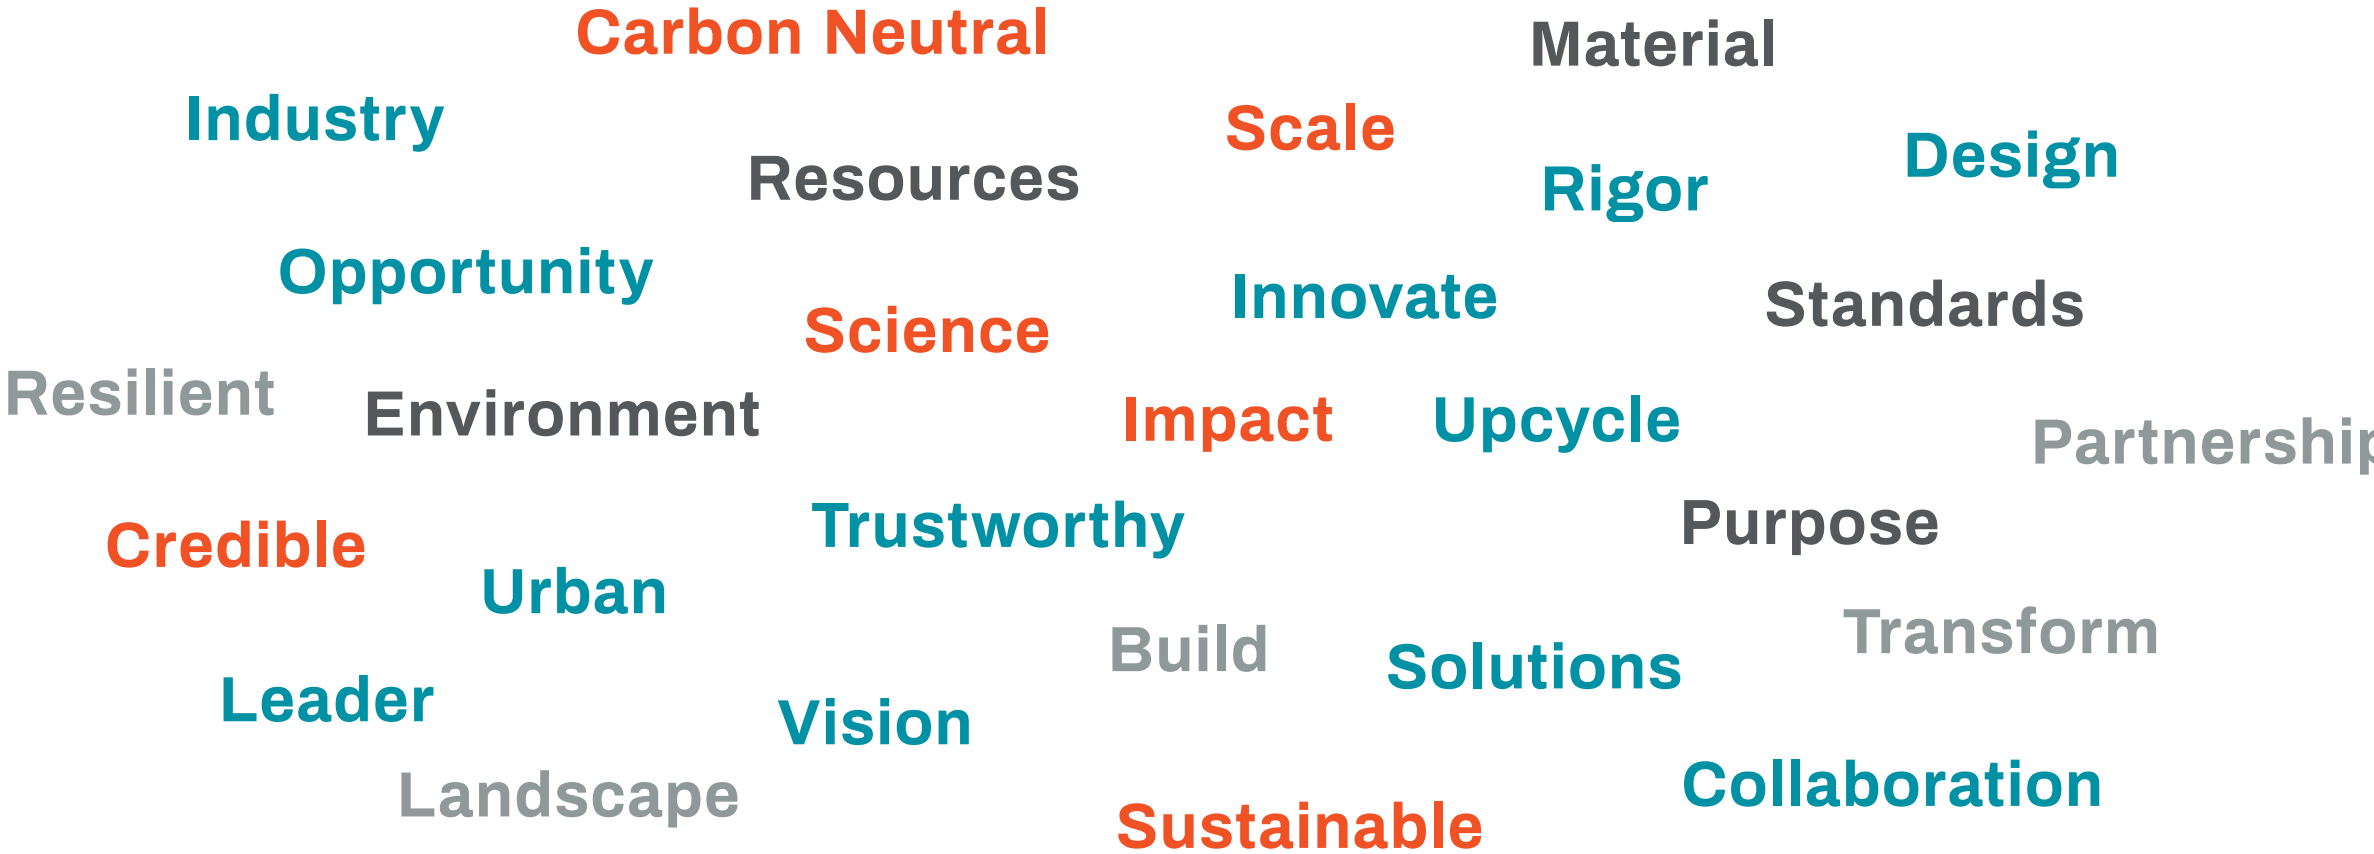 Carbon Neutral
Material
Industry
Scale
Design
Resources
Rigor
Opportunity
Innovate
Standards
Science
Resilient
Environment
Impact
Upcycle
Partnership
Credible
Trustworthy
Purpose
Urban
Build
Solutions
Transform
Leader
Vision
Landscape
Collaboration
Sustainable